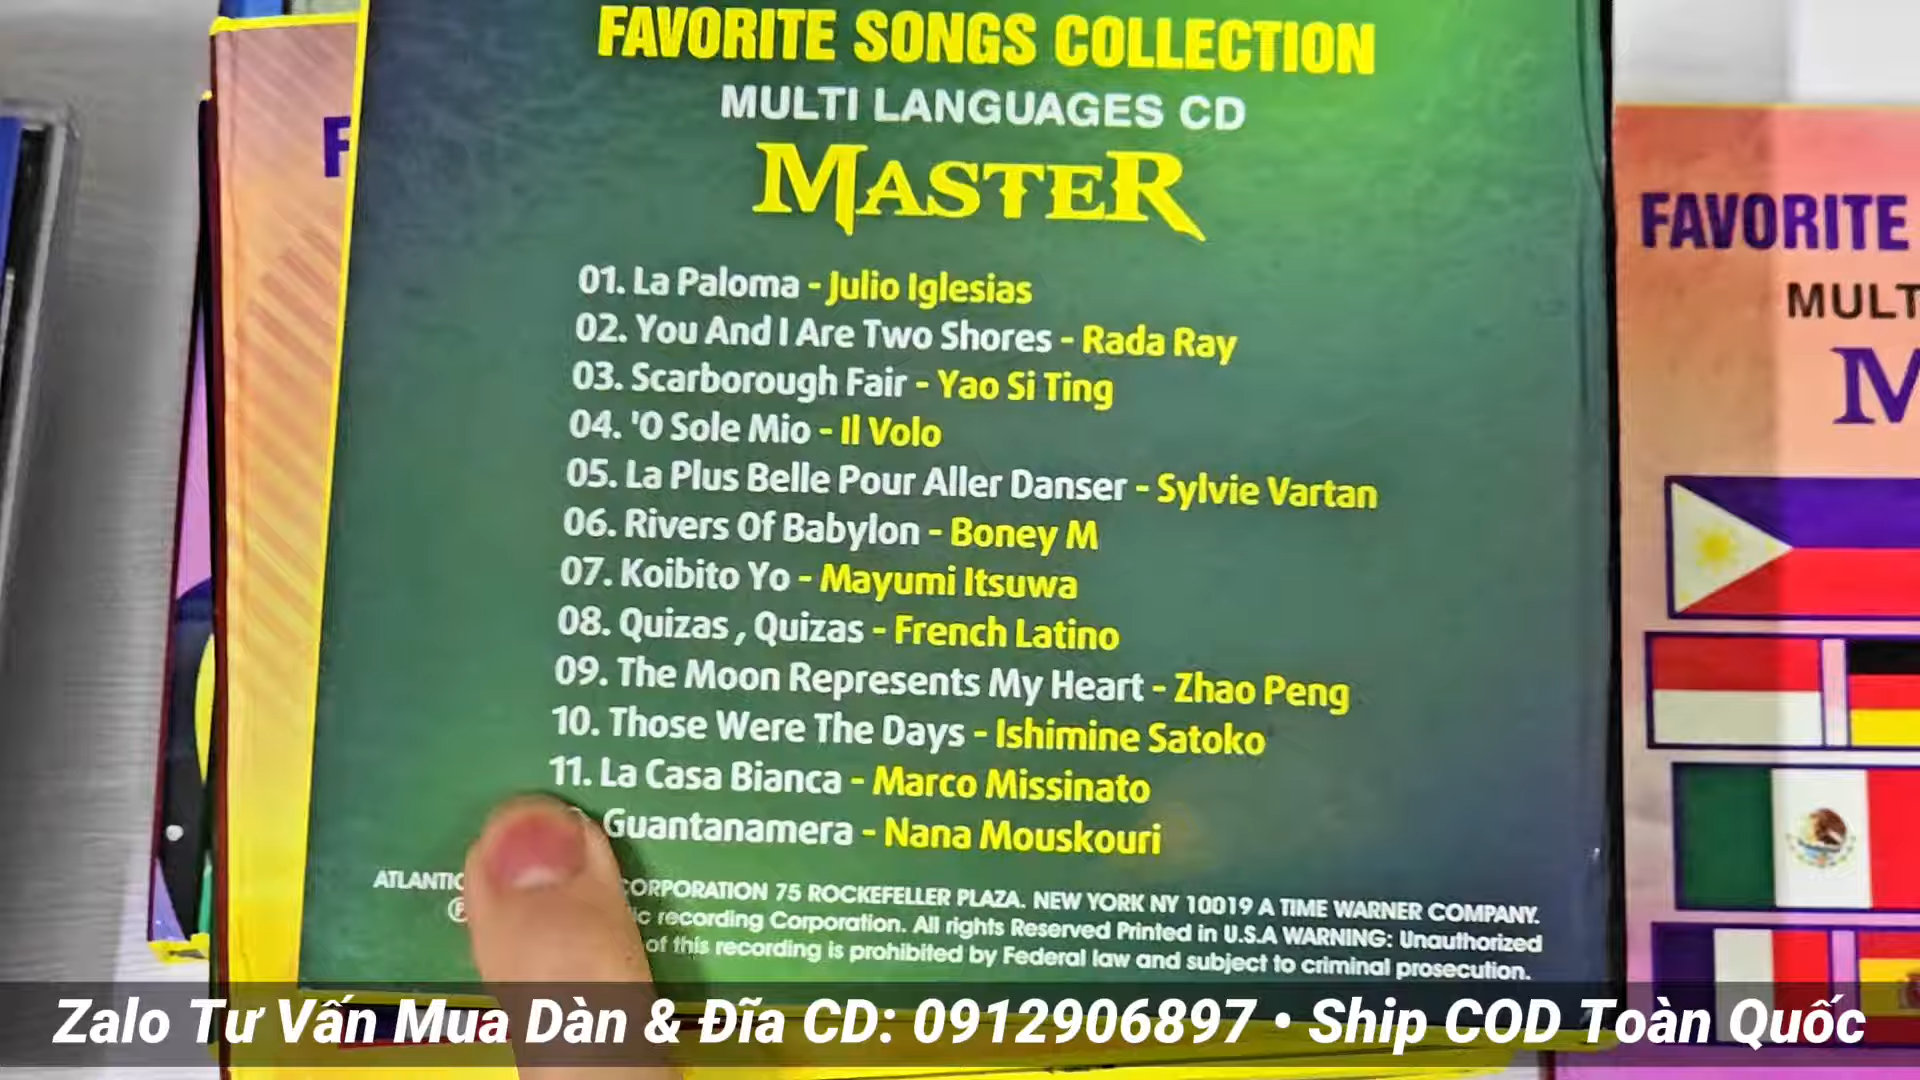 FAVORITE SONGS COLLECTION
MULTI LANGUAGES CD
MASTER
01. La Paloma - Julio Iglesias
02. You And I Are Two Shores - Rada Ray
03. Scarborough Fair - Yao Si Ting
04. 'O Sole Mio - Il Volo
05. La Plus Belle Pour Aller Danser - Sylvie Vartan
06. Rivers Of Babylon - Boney M
07. Koibito Yo - Mayumi Itsuwa
08. Quizas , Quizas - French Latino
09. The Moon Represents My Heart - Zhao Peng
10. Those Were The Days - Ishimine Satoko
11. La Casa Bianca - Marco Missinato
Guantanamera - Nana Mouskouri
ATLANTIC CORPORATION 75 ROCKEFELLER PLAZA. NEW YORK NY 10019 A TIME WARNER COMPANY.
℗ recording Corporation. All rights Reserved Printed in U.S.A WARNING: Unauthorized
of this recording is prohibited by Federal law and subject to criminal prosecution.
F
FAVORITE
MULT
M
Zalo Tư Vấn Mua Dàn & Đĩa CD: 0912906897 • Ship COD Toàn Quốc